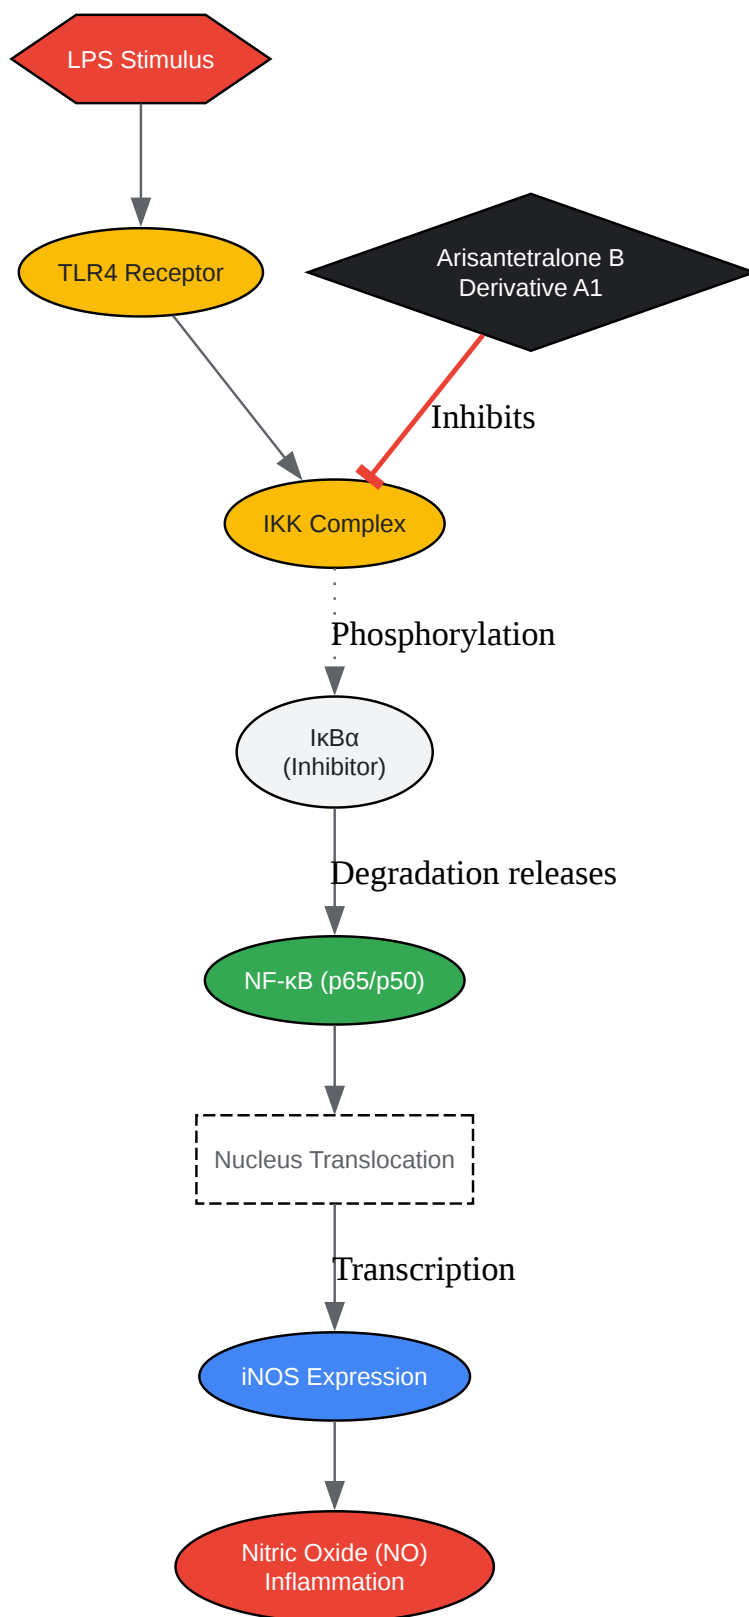 LPS Stimulus
TLR4 Receptor
Arisantetralone B
Derivative A1
Inhibits
IKK Complex
Phosphorylation
IκBα
(Inhibitor)
Degradation releases
NF-κB (p65/p50)
Nucleus Translocation
Transcription
iNOS Expression
Nitric Oxide (NO)
Inflammation